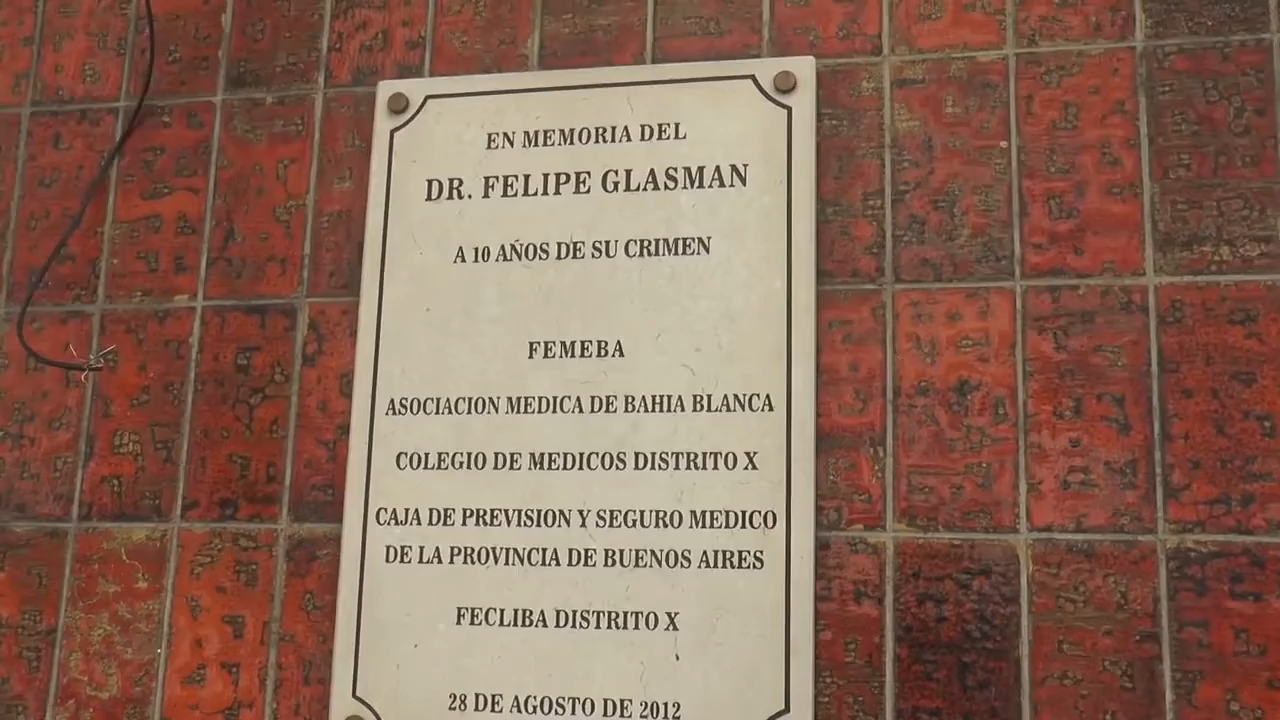 EN MEMORIA DEL
DR. FELIPE GLASMAN
A 10 AÑOS DE SU CRIMEN
FEMEBA
ASOCIACION MEDICA DE BAHIA BLANCA
COLEGIO DE MEDICOS DISTRITO X
CAJA DE PREVISION Y SEGURO MEDICO
DE LA PROVINCIA DE BUENOS AIRES
FECLIBA DISTRITO X
28 DE AGOSTO DE 2012